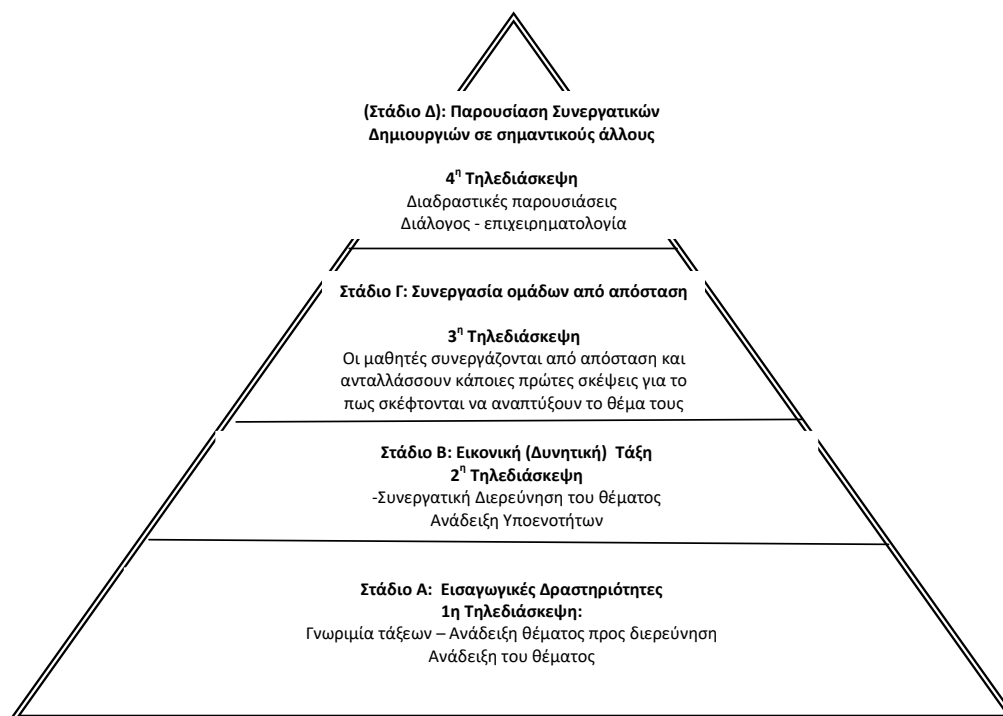 (Στάδιο Δ): Παρουσίαση Συνεργατικών
Δημιουργιών σε σημαντικούς άλλους
4η Τηλεδιάσκεψη
Διαδραστικές παρουσιάσεις
Διάλογος - επιχειρηματολογία
Στάδιο Γ: Συνεργασία ομάδων από απόσταση
3η Τηλεδιάσκεψη
Οι μαθητές συνεργάζονται από απόσταση και
ανταλλάσσουν κάποιες πρώτες σκέψεις για το
πως σκέφτονται να αναπτύξουν το θέμα τους
Στάδιο Β: Εικονική (Δυνητική) Τάξη
2η Τηλεδιάσκεψη
-Συνεργατική Διερεύνηση του θέματος
Ανάδειξη Υποενοτήτων
Στάδιο Α: Εισαγωγικές Δραστηριότητες
1η Τηλεδιάσκεψη:
Γνωριμία τάξεων – Ανάδειξη θέματος προς διερεύνηση
Ανάδειξη του θέματος